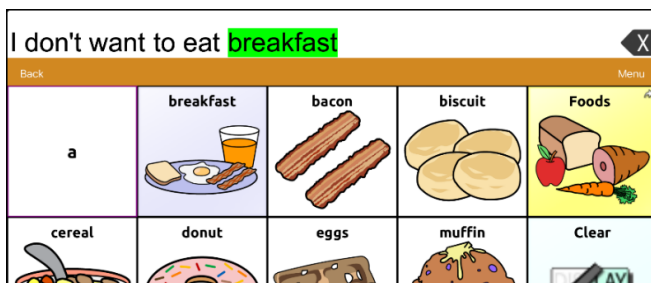 I don't want to eat breakfast
X
Back Menu
a breakfast bacon biscuit Foods
cereal donut eggs muffin Clear